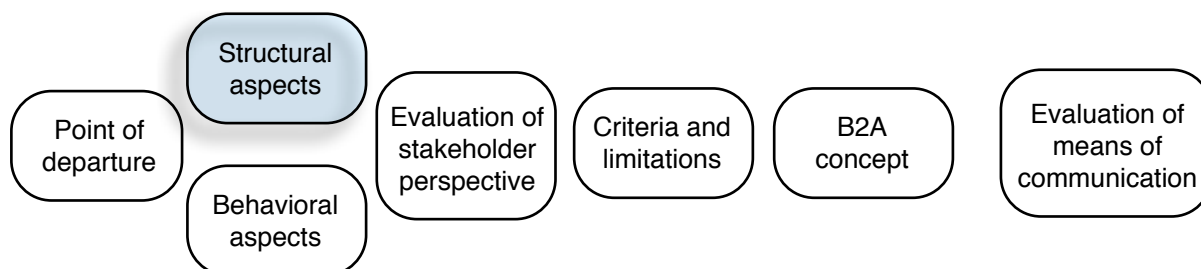 Structural
aspects
Point of
departure
Behavioral
aspects
Evaluation of
stakeholder
perspective
Criteria and
limitations
B2A
concept
Evaluation of
means of
communication